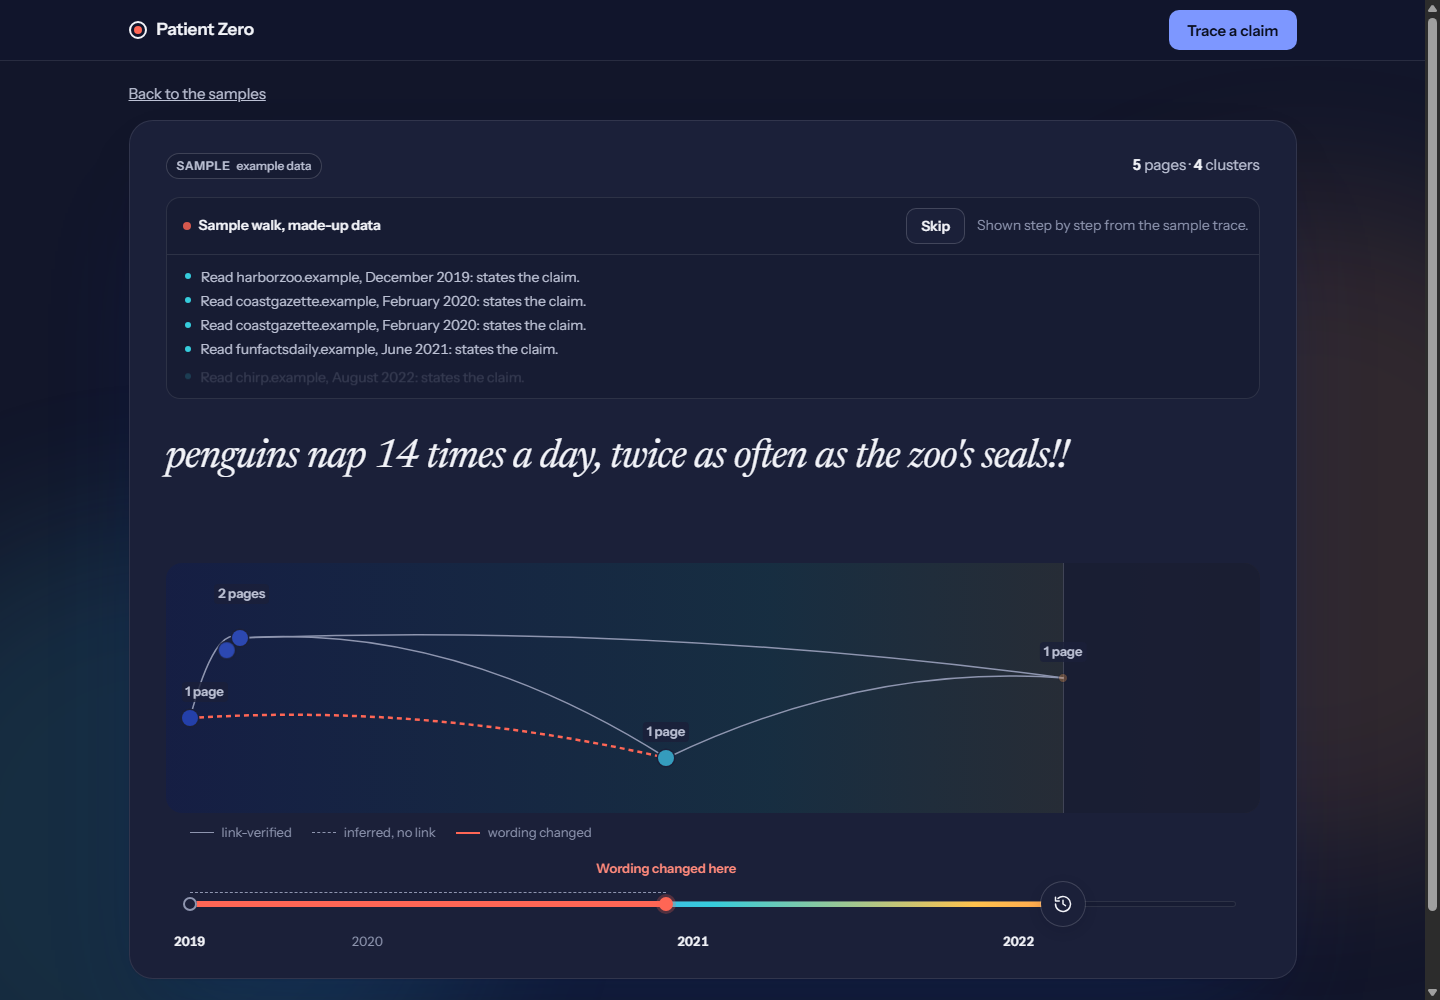 Patient Zero
Trace a claim
Back to the samples
SAMPLE example data
5 pages · 4 clusters
Sample walk, made-up data
Skip
Shown step by step from the sample trace.
Read harborzoo.example, December 2019: states the claim.
Read coastgazette.example, February 2020: states the claim.
Read coastgazette.example, February 2020: states the claim.
Read funfactsdaily.example, June 2021: states the claim.
Read chirp.example, August 2022: states the claim.
penguins nap 14 times a day, twice as often as the zoo's seals!!
2 pages
1 page
1 page
1 page
link-verified
inferred, no link
wording changed
Wording changed here
2019
2020
2021
2022